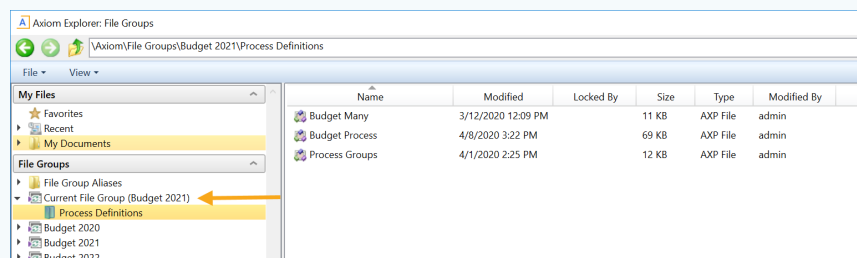 Axiom Explorer: File Groups
\Axiom\File Groups\Budget 2021\Process Definitions
File View
My Files
Favorites
Recent
My Documents
File Groups
File Group Aliases
Current File Group (Budget 2021)
Process Definitions
Budget 2020
Budget 2021
Budget 2022
Name Modified Locked By Size Type Modified By
Budget Many 3/12/2020 12:09 PM 11 KB AXP File admin
Budget Process 4/8/2020 3:22 PM 69 KB AXP File admin
Process Groups 4/1/2020 2:25 PM 12 KB AXP File admin